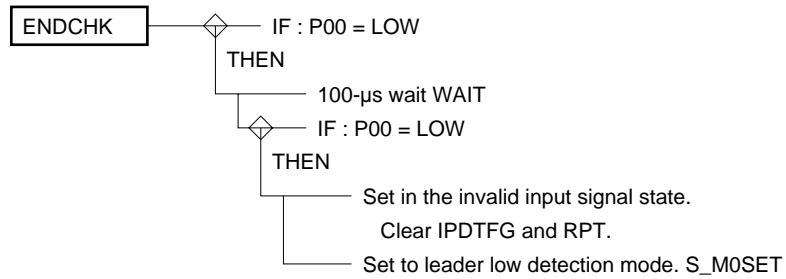 ENDCHK IF : P00 = LOW
THEN
100-µs wait WAIT
IF : P00 = LOW
THEN
Set in the invalid input signal state.
Clear IPDTFG and RPT.
Set to leader low detection mode. S_M0SET